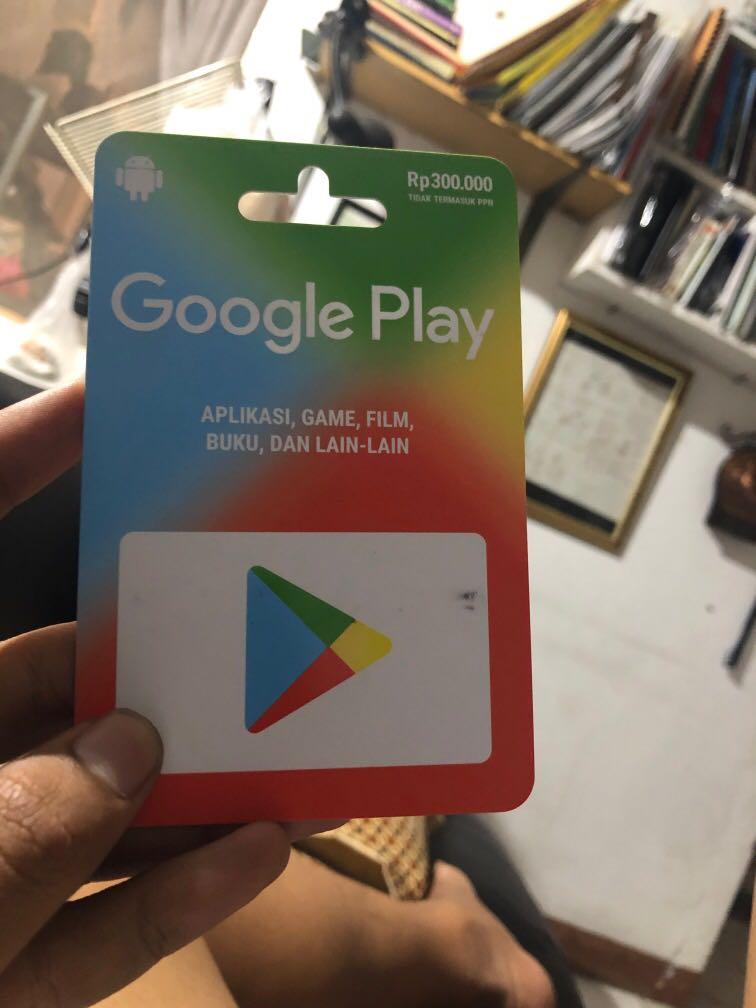 Rp300.000
TIDAK TERMASUK PPN
Google Play
APLIKASI, GAME, FILM,
BUKU, DAN LAIN-LAIN